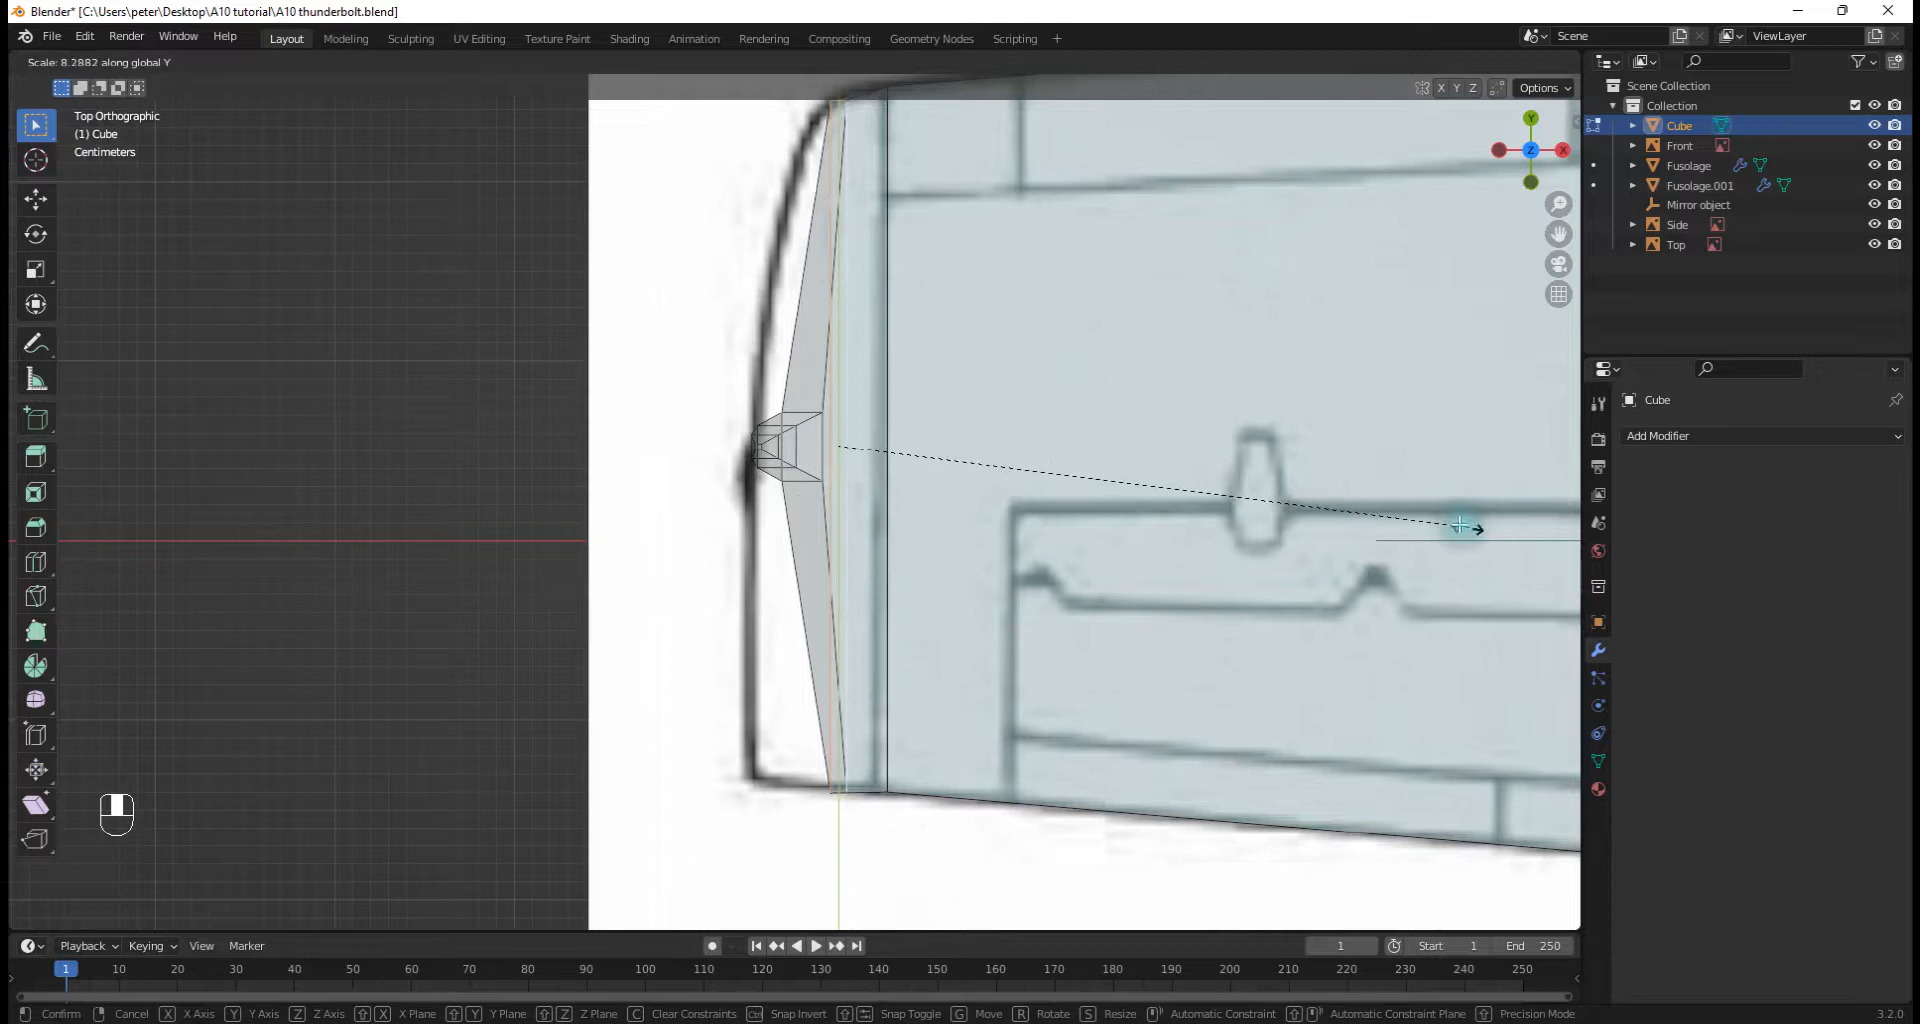 Blender* [C:\Users\peter\Desktop\A10 tutorial\A10 thunderbolt.blend]
File Edit Render Window Help Layout Modeling Sculpting UV Editing Texture Paint Shading Animation Rendering Compositing Geometry Nodes Scripting + Scene ViewLayer
Scale: 8.2882 along global Y
X Y Z Options
Top Orthographic
(1) Cube
Centimeters
Y
Z X
Scene Collection
Collection
Cube
Front
Fusolage
Fusolage.001
Mirror object
Side
Top
Cube
Add Modifier
Playback Keying View Marker 1 Start 1 End 250
1 10 20 30 40 50 60 70 80 90 100 110 120 130 140 150 160 170 180 190 200 210 220 230 240 250
Confirm Cancel X X Axis Y Y Axis Z Z Axis X X Plane Y Y Plane Z Z Plane C Clear Constraints Ctrl Snap Invert Snap Toggle G Move R Rotate S Resize Automatic Constraint Automatic Constraint Plane Precision Mode 3.2.0